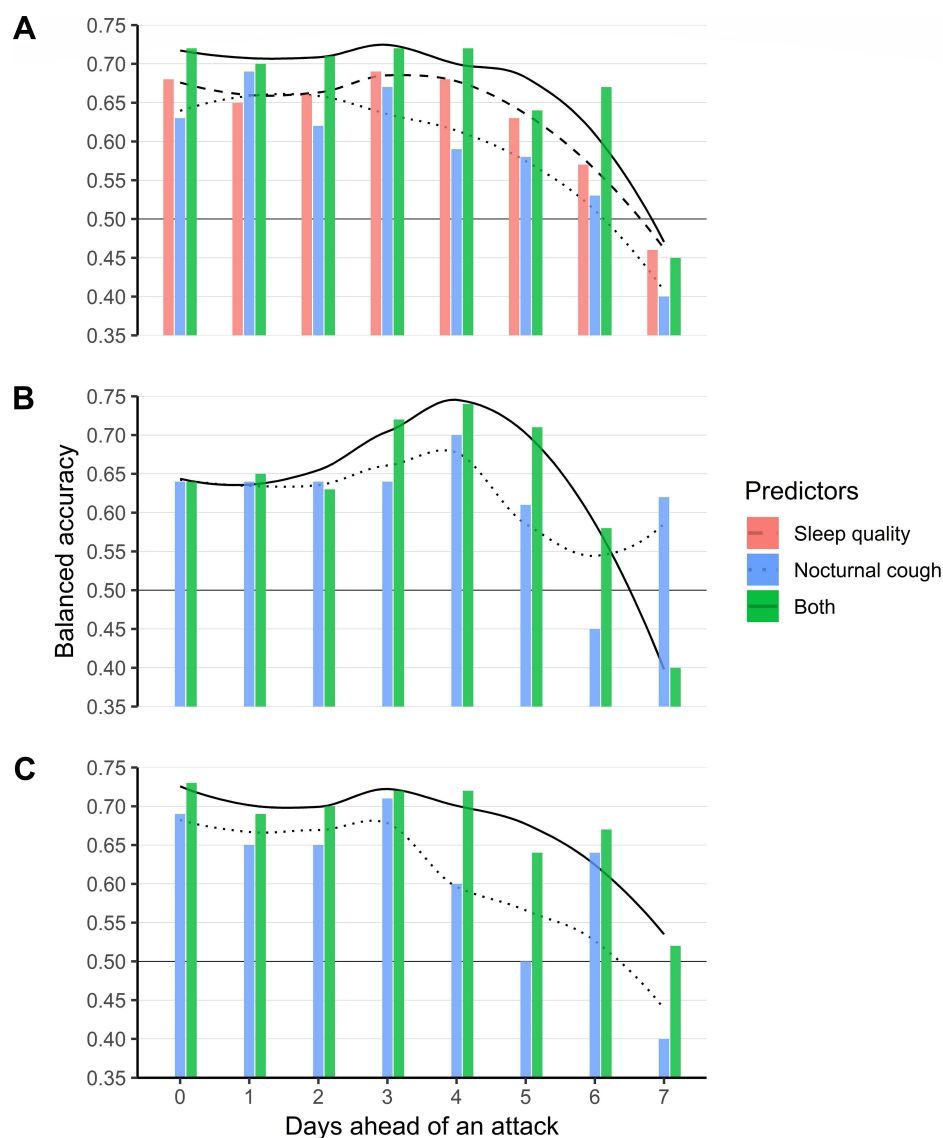 A
0.75
0.70
0.65
0.60
0.55
0.50
0.45
0.40
0.35
B
0.75
0.70
0.65
0.60
0.55
0.50
0.45
0.40
0.35
Balanced accuracy
Predictors
Sleep quality
Nocturnal cough
Both
C
0.75
0.70
0.65
0.60
0.55
0.50
0.45
0.40
0.35
0 1 2 3 4 5 6 7
Days ahead of an attack